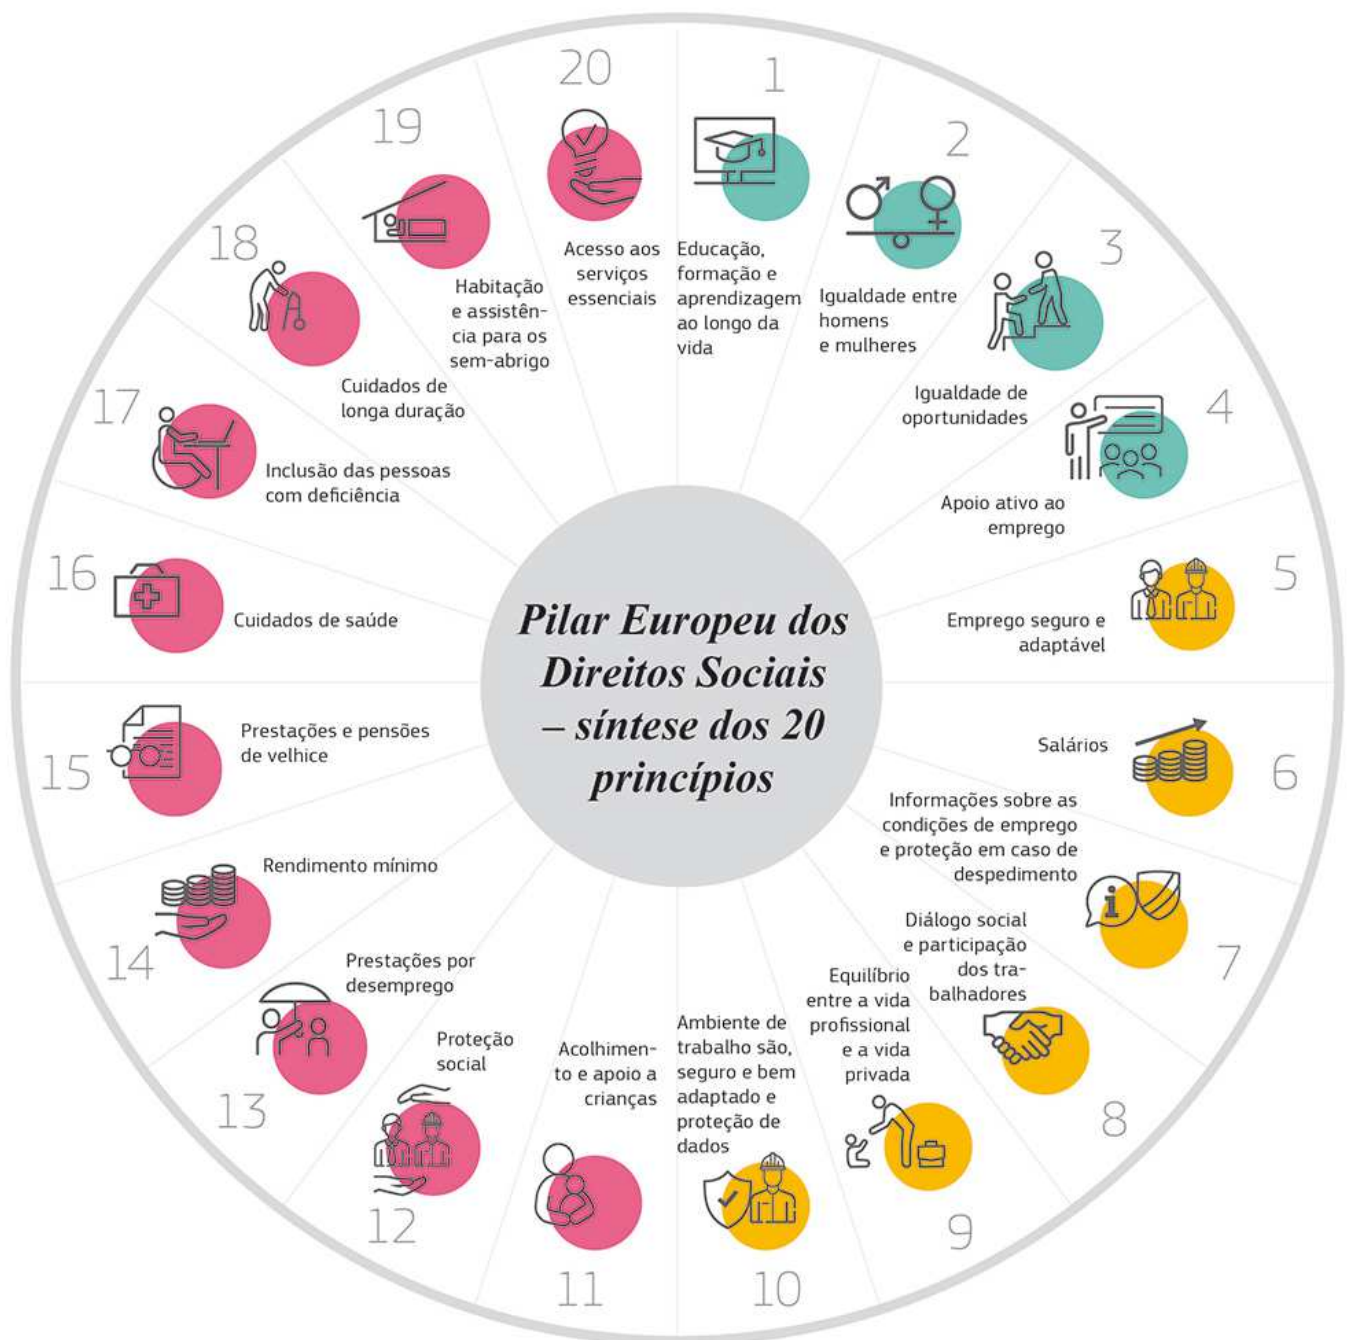 Pilar Europeu dos
Direitos Sociais
– síntese dos 20
princípios
1
Educação,
formação e
aprendizagem
ao longo da
vida
2
Igualdade entre
homens
e mulheres
3
Igualdade de
oportunidades
4
Apoio ativo ao
emprego
5
Emprego seguro e
adaptável
6
Salários
7
Informações sobre as
condições de emprego
e proteção em caso de
despedimento
i
8
Diálogo social
e participação
dos tra-
balhadores
9
Equilíbrio
entre a vida
profissional
e a vida
privada
10
Ambiente de
trabalho são,
seguro e bem
adaptado e
proteção de
dados
11
Acolhimen-
to e apoio a
crianças
12
Proteção
social
13
Prestações por
desemprego
14
Rendimento mínimo
15
Prestações e pensões
de velhice
16
Cuidados de saúde
17
Inclusão das pessoas
com deficiência
18
Cuidados de
longa duração
19
Habitação
e assistên-
cia para os
sem-abrigo
20
Acesso aos
serviços
essenciais